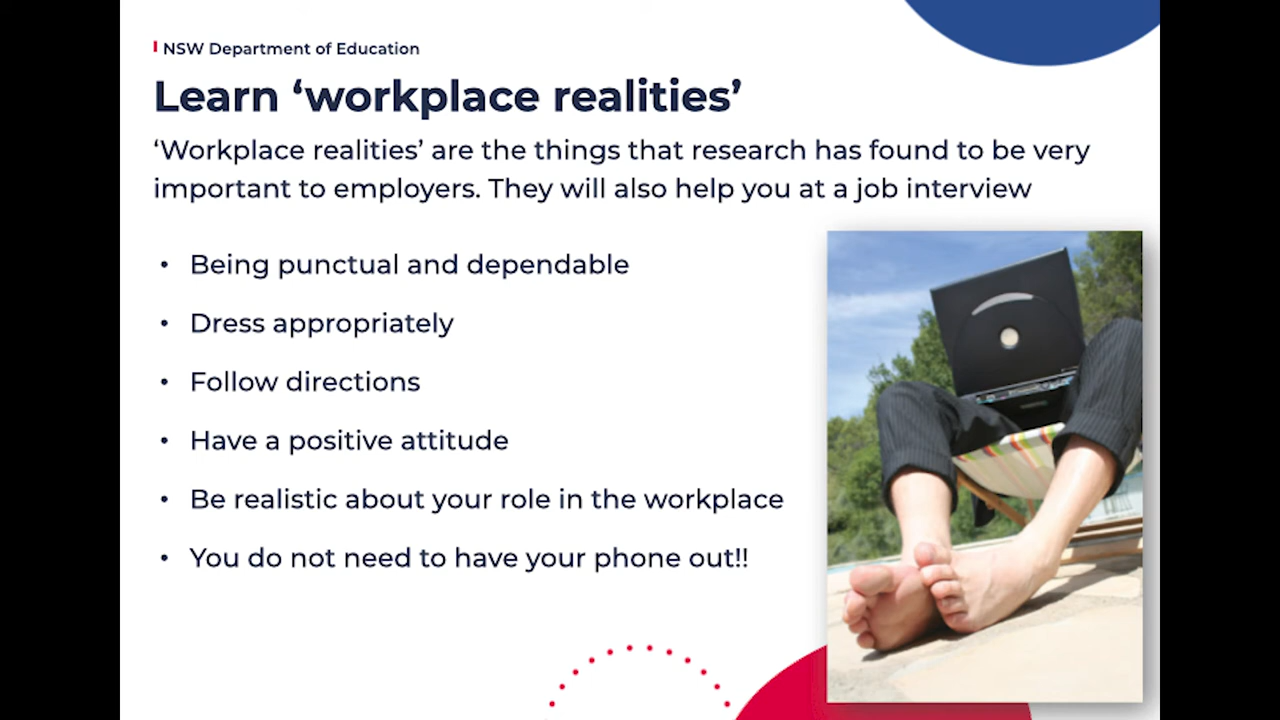 NSW Department of Education
Learn ‘workplace realities’
‘Workplace realities’ are the things that research has found to be very
important to employers. They will also help you at a job interview
• Being punctual and dependable
• Dress appropriately
• Follow directions
• Have a positive attitude
• Be realistic about your role in the workplace
• You do not need to have your phone out!!